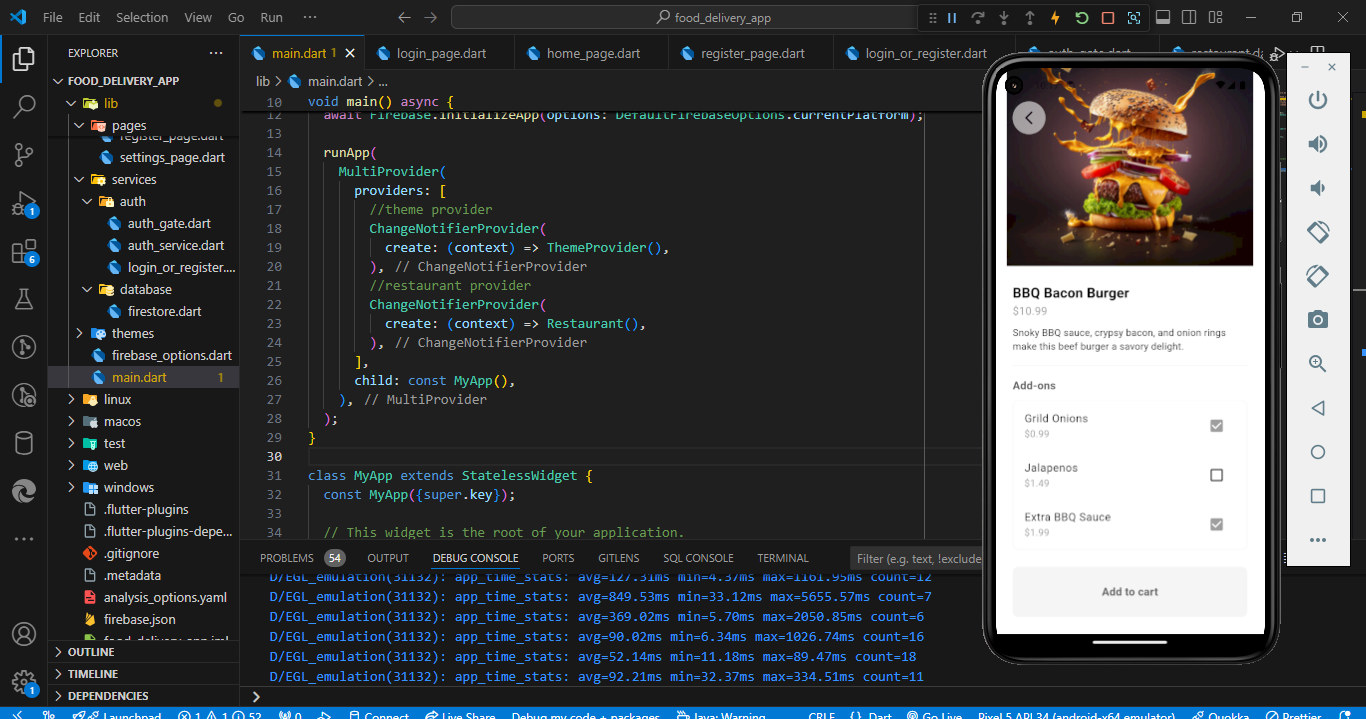 File Edit Selection View Go Run ··· food_delivery_app
EXPLORER ···
FOOD_DELIVERY_APP
lib
pages
register_page.dart
settings_page.dart
services
auth
auth_gate.dart
auth_service.dart
login_or_register....
database
firestore.dart
themes
firebase_options.dart
main.dart 1
linux
macos
test
web
windows
.flutter-plugins
.flutter-plugins-depe...
.gitignore
.metadata
analysis_options.yaml
firebase.json
food_delivery_app.iml
OUTLINE
TIMELINE
DEPENDENCIES
1
6
1
main.dart 1 login_page.dart home_page.dart register_page.dart login_or_register.dart auth_gate.dart restaurant.da
lib > main.dart > ...
10 void main() async {
12 await Firebase.initializeApp(options: DefaultFirebaseOptions.currentPlatform);
13
14 runApp(
15 MultiProvider(
16 providers: [
17 //theme provider
18 ChangeNotifierProvider(
19 create: (context) => ThemeProvider(),
20 ), // ChangeNotifierProvider
21 //restaurant provider
22 ChangeNotifierProvider(
23 create: (context) => Restaurant(),
24 ), // ChangeNotifierProvider
25 ],
26 child: const MyApp(),
27 ), // MultiProvider
28 );
29 }
30
31 class MyApp extends StatelessWidget {
32 const MyApp({super.key});
33
34 // This widget is the root of your application.
PROBLEMS 54 OUTPUT DEBUG CONSOLE PORTS GITLENS SQL CONSOLE TERMINAL Filter (e.g. text, !exclude
D/EGL_emulation(31132): app_time_stats: avg=127.31ms min=4.37ms max=1161.95ms count=12
D/EGL_emulation(31132): app_time_stats: avg=849.53ms min=33.12ms max=5655.57ms count=7
D/EGL_emulation(31132): app_time_stats: avg=369.02ms min=5.70ms max=2050.85ms count=6
D/EGL_emulation(31132): app_time_stats: avg=90.02ms min=6.34ms max=1026.74ms count=16
D/EGL_emulation(31132): app_time_stats: avg=52.14ms min=11.18ms max=89.47ms count=18
D/EGL_emulation(31132): app_time_stats: avg=92.21ms min=32.37ms max=334.51ms count=11
BBQ Bacon Burger
$10.99
Snoky BBQ sauce, crypsy bacon, and onion rings
make this beef burger a savory delight.
Add-ons
Grild Onions
$0.99
Jalapenos
$1.49
Extra BBQ Sauce
$1.99
Add to cart
Launchpad 1 1 52 0 Connect Live Share Debug my code + packages Java: Warning CRLF {} Dart Go Live Pixel 5 API 34 (android-x64 emulator) Quokka Prettier